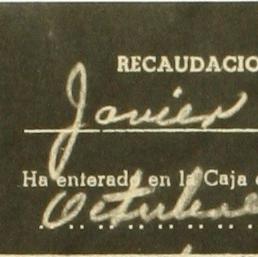 RECAUDACIO
Javier
Ha enterado en la Caja
Octubre